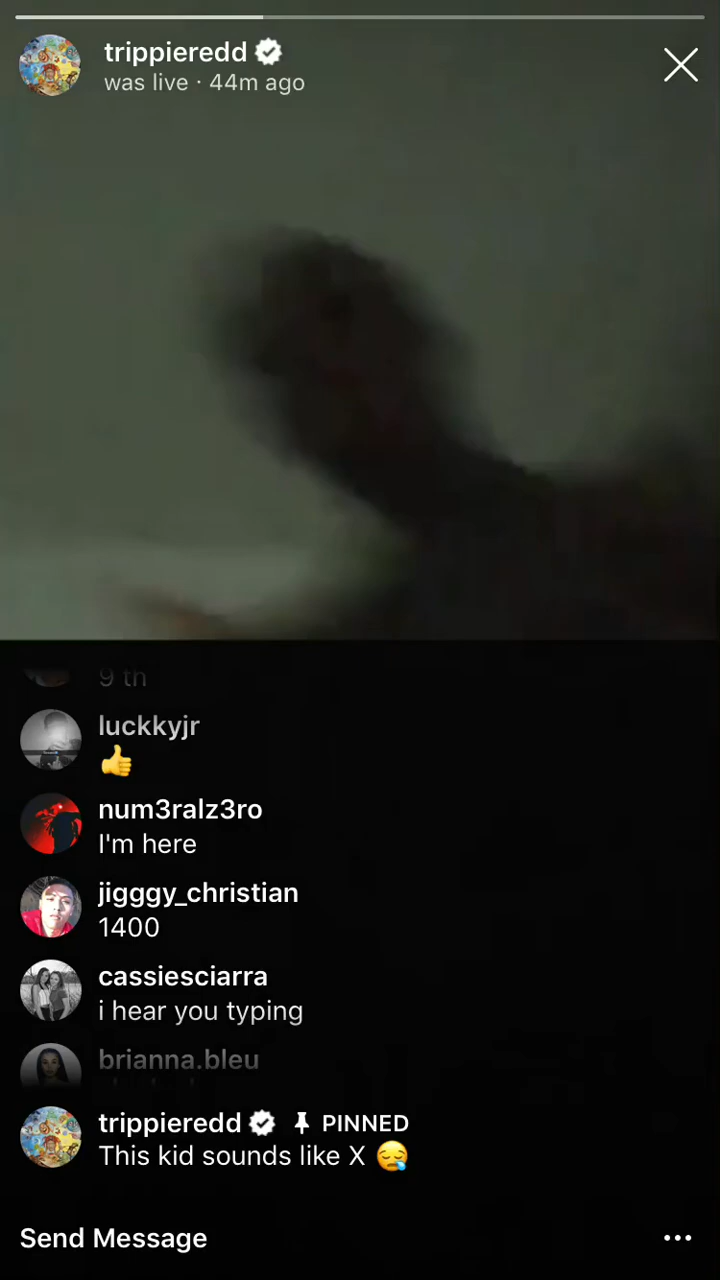 trippieredd
was live · 44m ago
9 th
luckkyjr
👍
num3ralz3ro
I'm here
jigggy_christian
1400
cassiesciarra
i hear you typing
brianna.bleu
trippieredd PINNED
This kid sounds like X 😪
Send Message